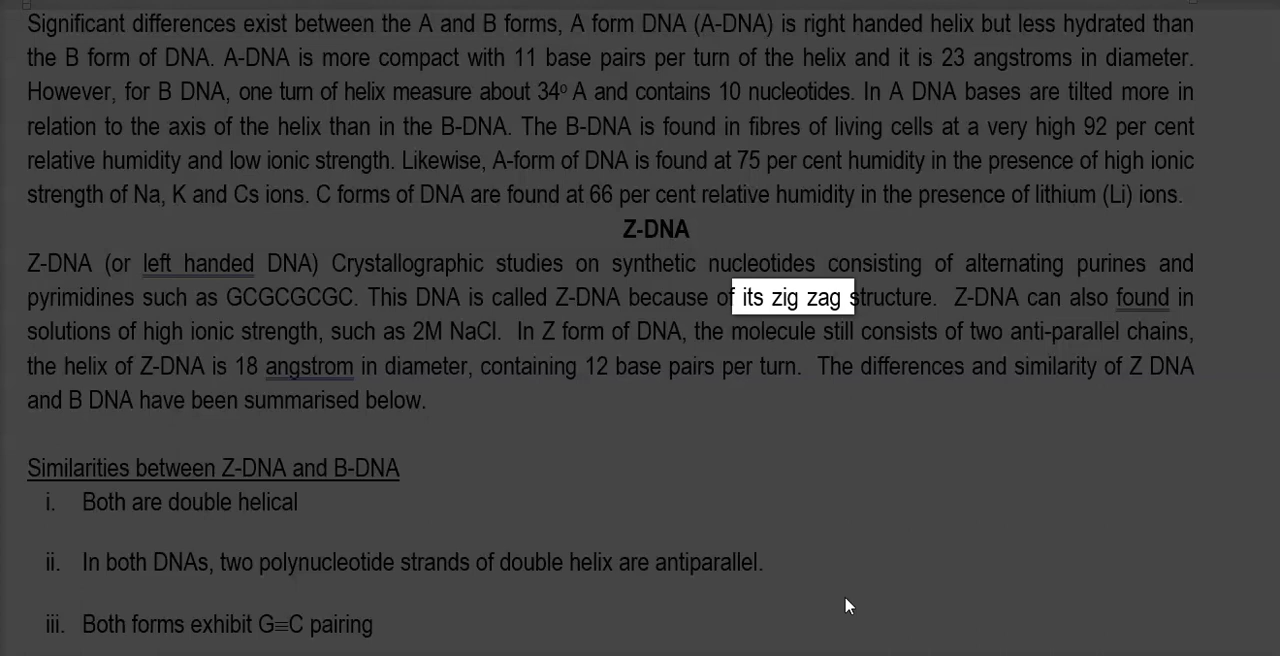 Significant differences exist between the A and B forms, A form DNA (A-DNA) is right handed helix but less hydrated than
the B form of DNA. A-DNA is more compact with 11 base pairs per turn of the helix and it is 23 angstroms in diameter.
However, for B DNA, one turn of helix measure about 34º A and contains 10 nucleotides. In A DNA bases are tilted more in
relation to the axis of the helix than in the B-DNA. The B-DNA is found in fibres of living cells at a very high 92 per cent
relative humidity and low ionic strength. Likewise, A-form of DNA is found at 75 per cent humidity in the presence of high ionic
strength of Na, K and Cs ions. C forms of DNA are found at 66 per cent relative humidity in the presence of lithium (Li) ions.
Z-DNA
Z-DNA (or left handed DNA) Crystallographic studies on synthetic nucleotides consisting of alternating purines and
pyrimidines such as GCGCGCGC. This DNA is called Z-DNA because of its zig zag structure. Z-DNA can also found in
solutions of high ionic strength, such as 2M NaCl. In Z form of DNA, the molecule still consists of two anti-parallel chains,
the helix of Z-DNA is 18 angstrom in diameter, containing 12 base pairs per turn. The differences and similarity of Z DNA
and B DNA have been summarised below.
Similarities between Z-DNA and B-DNA
i. Both are double helical
ii. In both DNAs, two polynucleotide strands of double helix are antiparallel.
iii. Both forms exhibit G≡C pairing